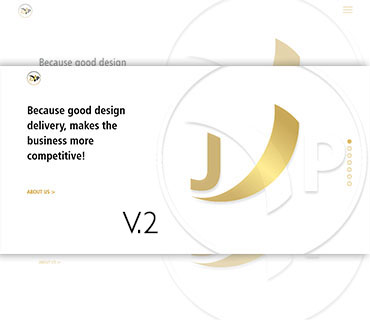 Because good design
Because good design
delivery, makes the
business more
competitive!
J
P
ABOUT US >
V.2
ABOUT US >